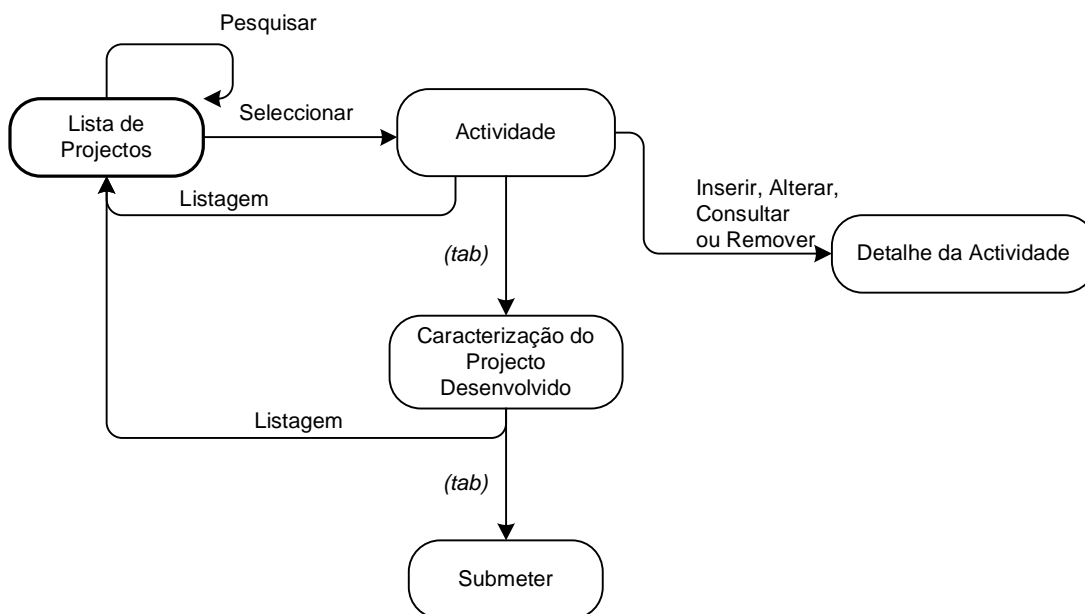 Pesquisar
Lista de
Projectos
Seleccionar
Actividade
Listagem
Inserir, Alterar,
Consultar
ou Remover
Detalhe da Actividade
(tab)
Caracterização do
Projecto
Desenvolvido
Listagem
(tab)
Submeter